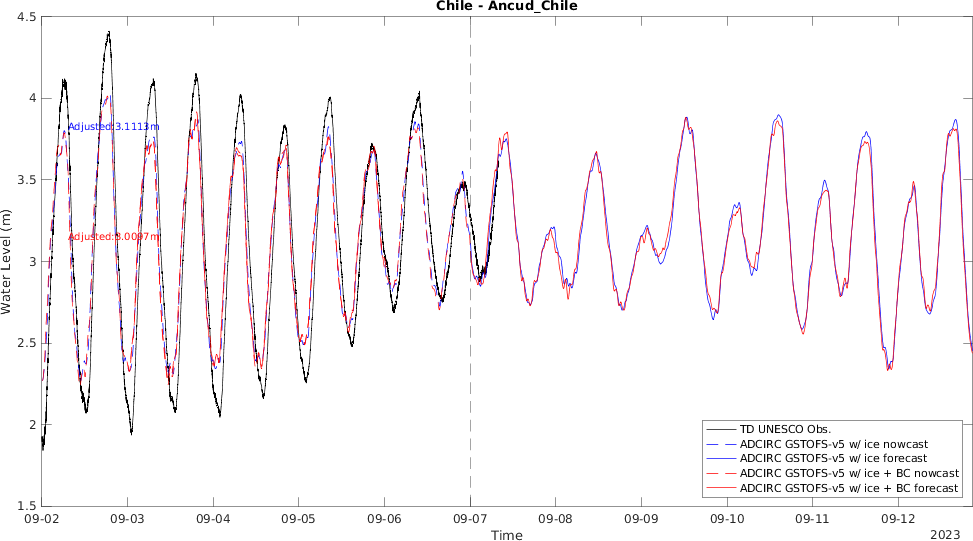 Chile - Ancud_Chile
4.5
4
3.5
3
2.5
2
1.5
Water Level (m)
Adjusted:3.1113m
Adjusted:3.0097m
TD UNESCO Obs.
ADCIRC GSTOFS-v5 w/ ice nowcast
ADCIRC GSTOFS-v5 w/ ice forecast
ADCIRC GSTOFS-v5 w/ ice + BC nowcast
ADCIRC GSTOFS-v5 w/ ice + BC forecast
09-02 09-03 09-04 09-05 09-06 09-07 09-08 09-09 09-10 09-11 09-12
Time
2023